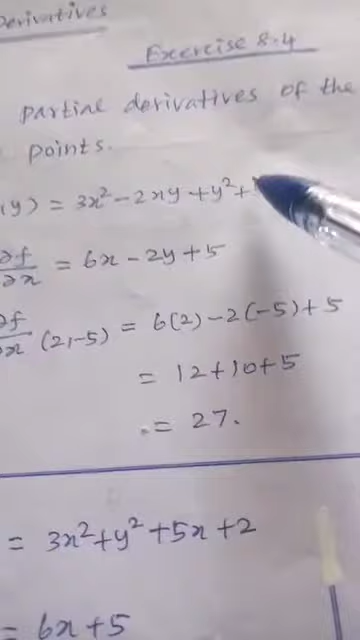 Derivatives
Exercise 8.4
partial derivatives of the
points.
(y) = 3x² - 2xy + y² +
∂f/∂x = 6x - 2y + 5
∂f/∂x (2,-5) = 6(2) - 2(-5) + 5
= 12+10+5
= 27.
= 3x² + y² + 5x + 2
= 6x + 5